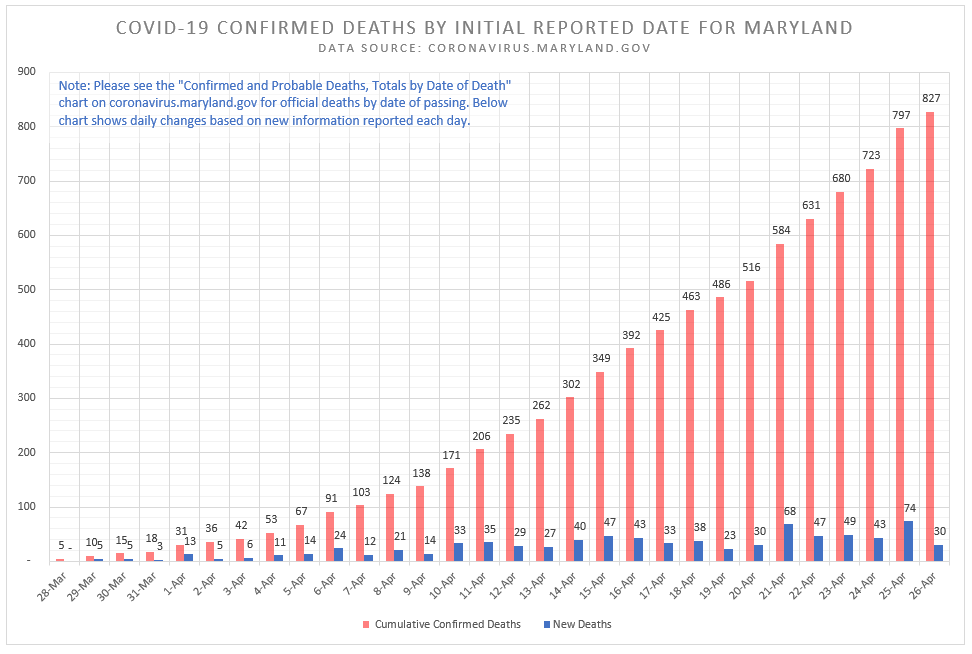 COVID-19 CONFIRMED DEATHS BY INITIAL REPORTED DATE FOR MARYLAND
DATA SOURCE: CORONAVIRUS.MARYLAND.GOV
Note: Please see the "Confirmed and Probable Deaths, Totals by Date of Death"
chart on coronavirus.maryland.gov for official deaths by date of passing. Below
chart shows daily changes based on new information reported each day.
900
800
700
600
500
400
300
200
100
-
5 -
10 5
15 5
18 3
31 13
36 5
42 6
53 11
67 14
91 24
103 12
124 21
138 14
171 33
206 35
235 29
262 27
302 40
349 47
392 43
425 33
463 38
486 23
516 30
584 68
631 47
680 49
723 43
797 74
827 30
28-Mar
29-Mar
30-Mar
31-Mar
1-Apr
2-Apr
3-Apr
4-Apr
5-Apr
6-Apr
7-Apr
8-Apr
9-Apr
10-Apr
11-Apr
12-Apr
13-Apr
14-Apr
15-Apr
16-Apr
17-Apr
18-Apr
19-Apr
20-Apr
21-Apr
22-Apr
23-Apr
24-Apr
25-Apr
26-Apr
Cumulative Confirmed Deaths
New Deaths